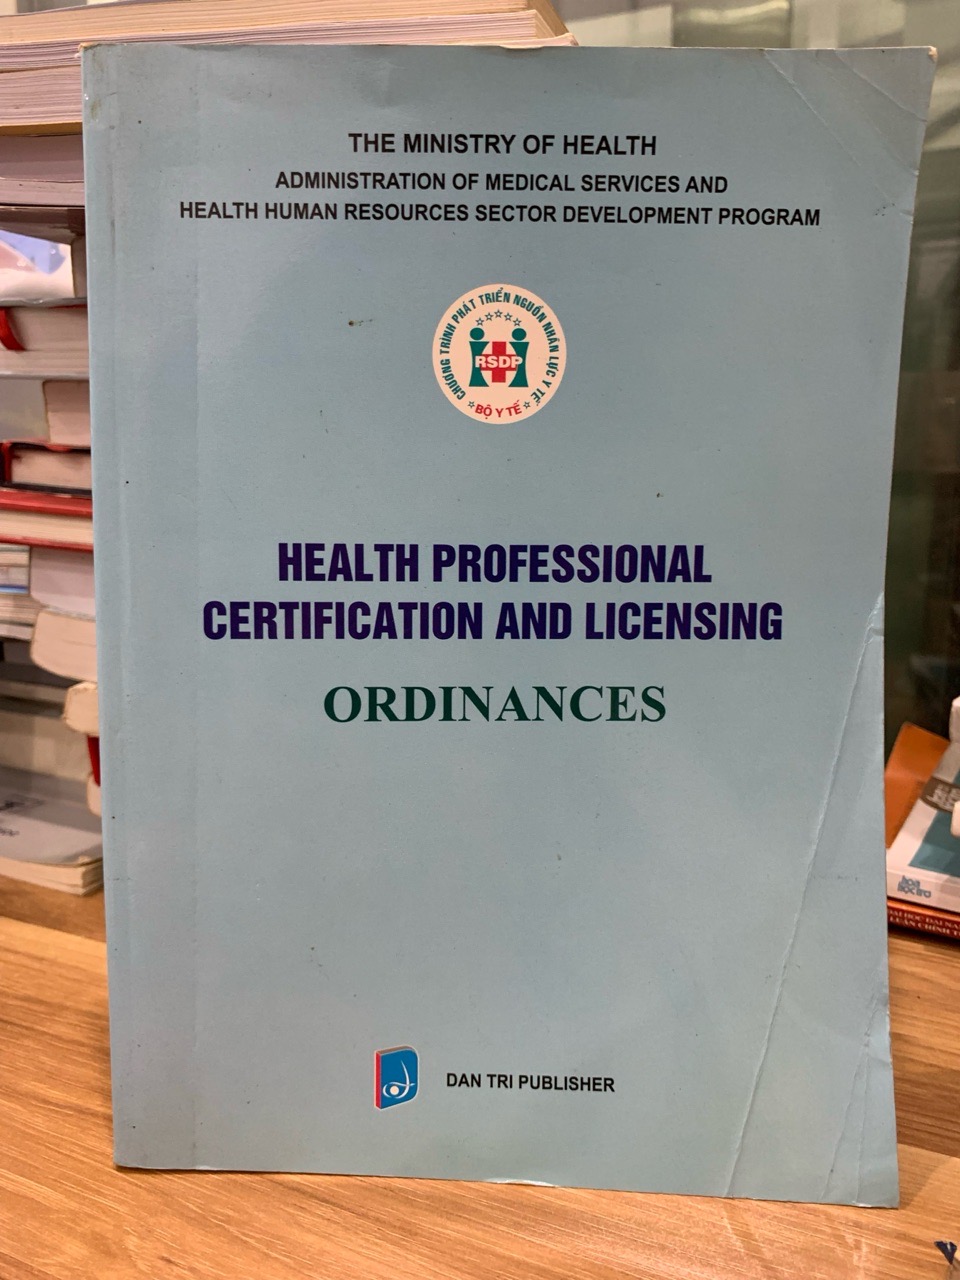 THE MINISTRY OF HEALTH
ADMINISTRATION OF MEDICAL SERVICES AND
HEALTH HUMAN RESOURCES SECTOR DEVELOPMENT PROGRAM
CHƯƠNG TRÌNH PHÁT TRIỂN NGUỒN NHÂN LỰC Y TẾ
RSDP
BỘ Y TẾ
HEALTH PROFESSIONAL
CERTIFICATION AND LICENSING
ORDINANCES
DAN TRI PUBLISHER